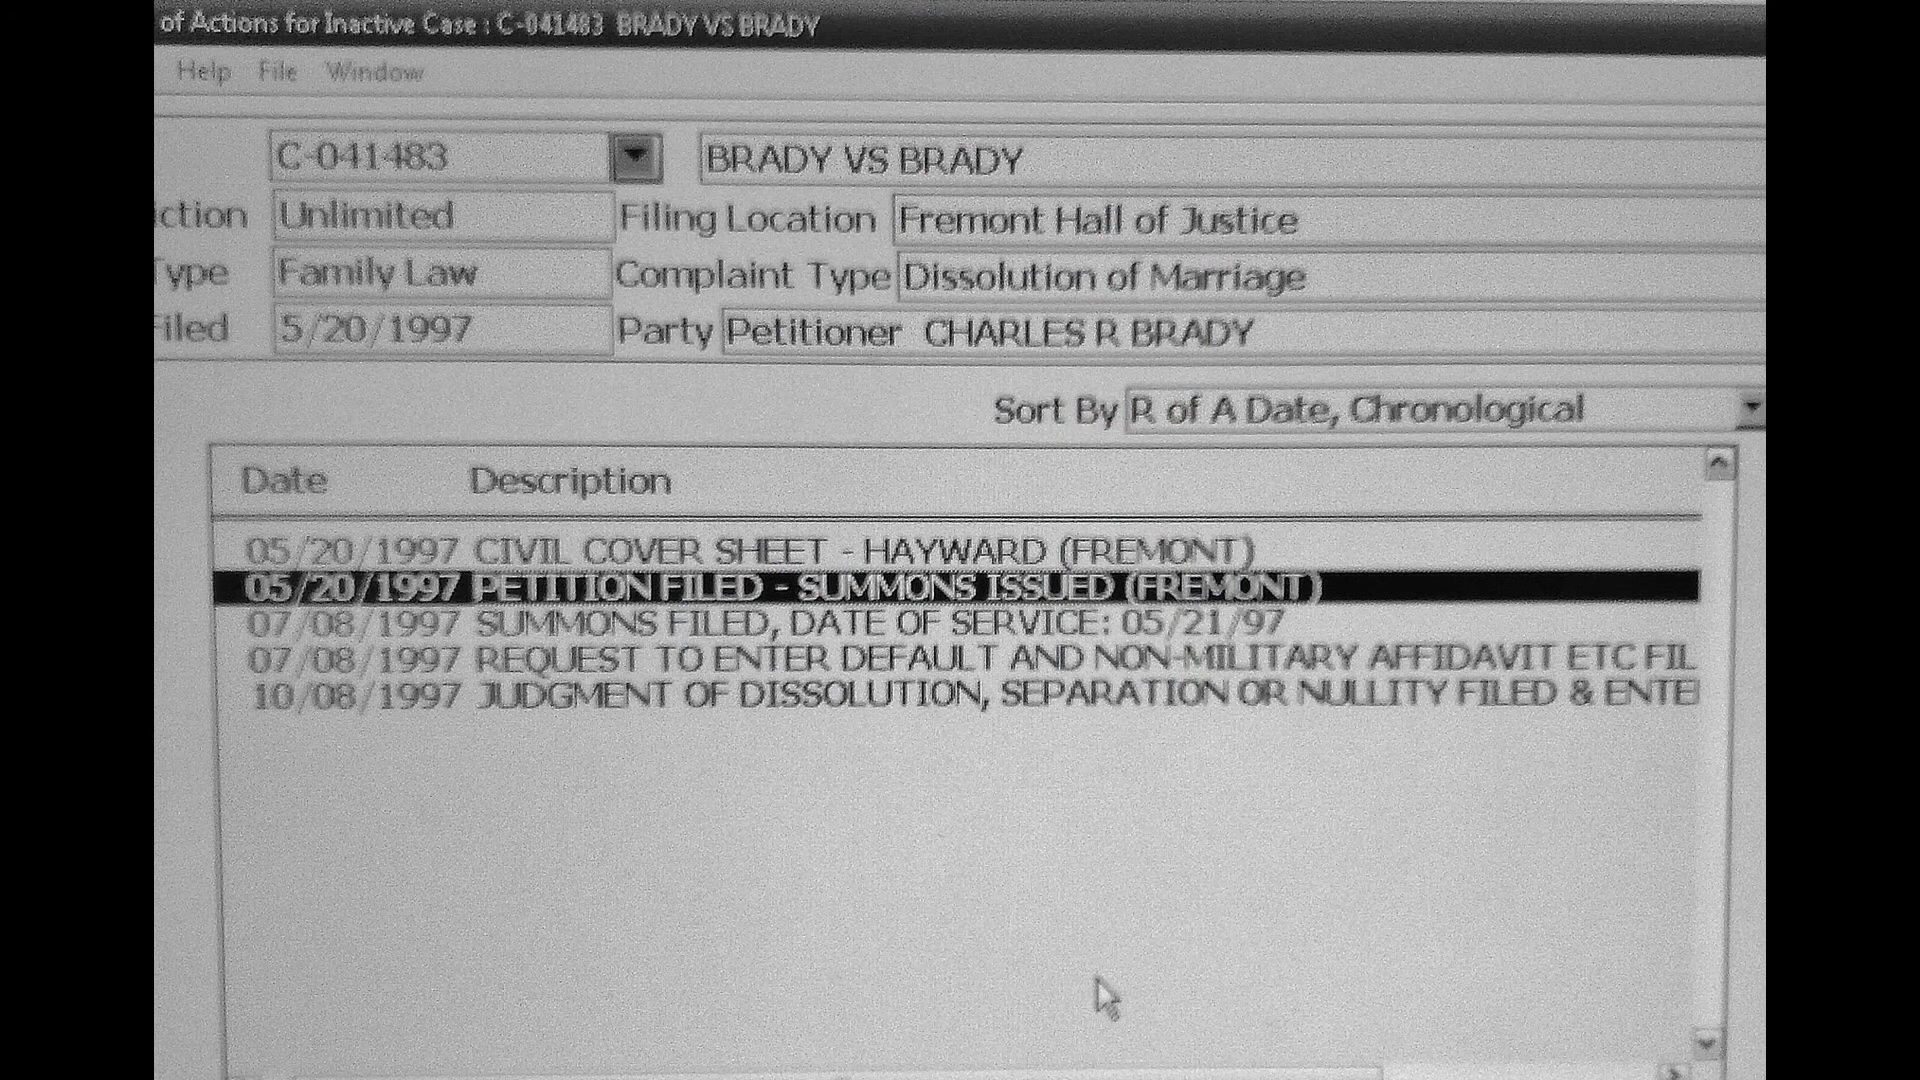 of Actions for Inactive Case : C-041483 BRADY VS BRADY
Help File Window
C-041483 BRADY VS BRADY
iction Unlimited Filing Location Fremont Hall of Justice
Type Family Law Complaint Type Dissolution of Marriage
Filed 5/20/1997 Party Petitioner CHARLES R BRADY
Sort By R of A Date, Chronological
Date Description
05/20/1997 CIVIL COVER SHEET - HAYWARD (FREMONT)
05/20/1997 PETITION FILED - SUMMONS ISSUED (FREMONT)
07/08/1997 SUMMONS FILED, DATE OF SERVICE: 05/21/97
07/08/1997 REQUEST TO ENTER DEFAULT AND NON-MILITARY AFFIDAVIT ETC FIL
10/08/1997 JUDGMENT OF DISSOLUTION, SEPARATION OR NULLITY FILED & ENTE